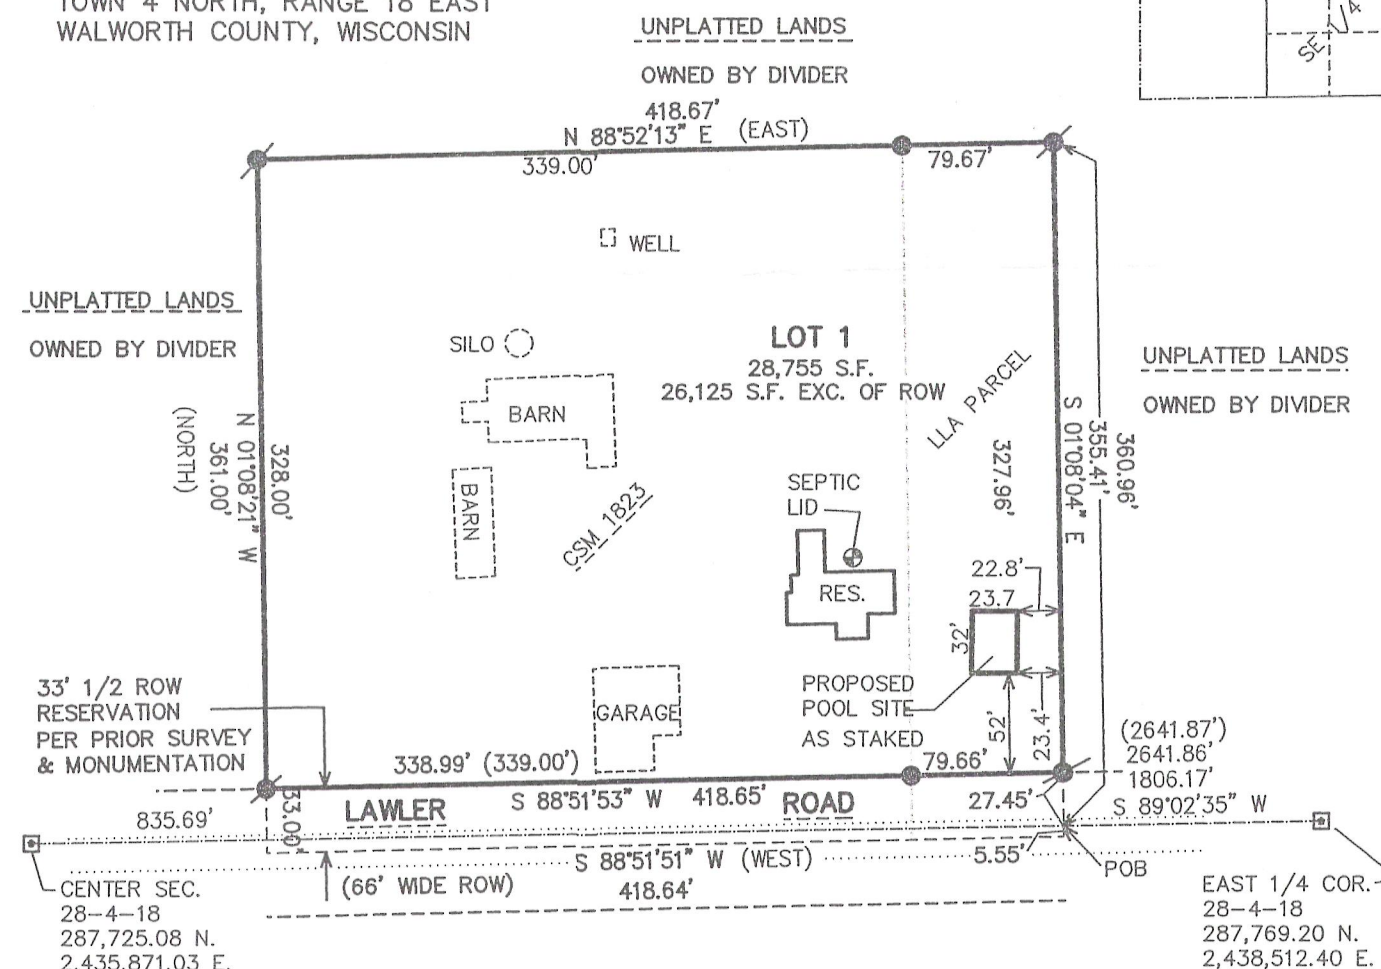 TOWN 4 NORTH, RANGE 18 EAST
WALWORTH COUNTY, WISCONSIN
UNPLATTED LANDS
OWNED BY DIVIDER
SE 1/4
418.67'
N 88°52'13" E (EAST)
339.00'
79.67'
WELL
UNPLATTED LANDS
OWNED BY DIVIDER
SILO
LOT 1
28,755 S.F.
26,125 S.F. EXC. OF ROW
LLA PARCEL
UNPLATTED LANDS
OWNED BY DIVIDER
BARN
BARN
CSM 1823
(NORTH)
361.00'
N 01°08'21" W
328.00'
327.96'
S 01°08'04" E
355.41'
360.96'
SEPTIC
LID
RES.
22.8'
23.7
32'
52'
23.4'
PROPOSED
POOL SITE
AS STAKED
GARAGE
33' 1/2 ROW
RESERVATION
PER PRIOR SURVEY
& MONUMENTATION
338.99' (339.00')
79.66'
(2641.87')
2641.86'
1806.17'
S 89°02'35" W
835.69'
33.00'
LAWLER
S 88°51'53" W 418.65'
ROAD
27.45'
S 88°51'51" W (WEST)
5.55'
POB
(66' WIDE ROW)
418.64'
CENTER SEC.
28-4-18
287,725.08 N.
2,435,871.03 E.
EAST 1/4 COR.
28-4-18
287,769.20 N.
2,438,512.40 E.